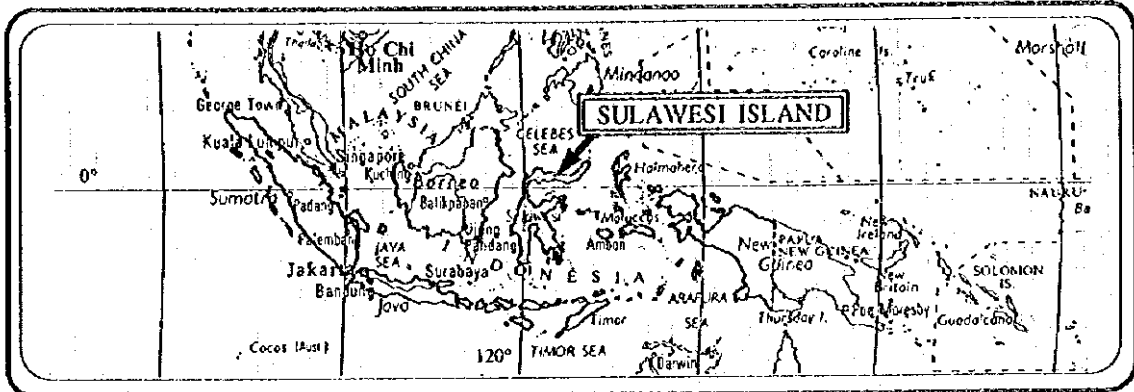 Ho Chi
Minh
SOUTH CHINA
SEA
Mindanao
Caroline Is.
Marshall
George Town
MALAYSIA
BRUNEI
SULAWESI ISLAND
CELEBES
SEA
Kuala Lumpur
Singapore
Kuching
Halmahera
0°
Borneo
NAURU
Sumatra
Padang
Balikpapan
Moluccas
New
Ireland
Palembang
JAVA
SEA
Ujung
Pandang
Ambon
New
Guinea
PAPUA
NEW GUINEA
Jakarta
Surabaya
NESIA
New
Britain
SOLOMON
IS.
Bandung
Java
Timor
ARAFURA
SEA
Thursday I.
Port Moresby
Guadalcanal
Cocos (Aust)
120°
TIMOR SEA
Darwin